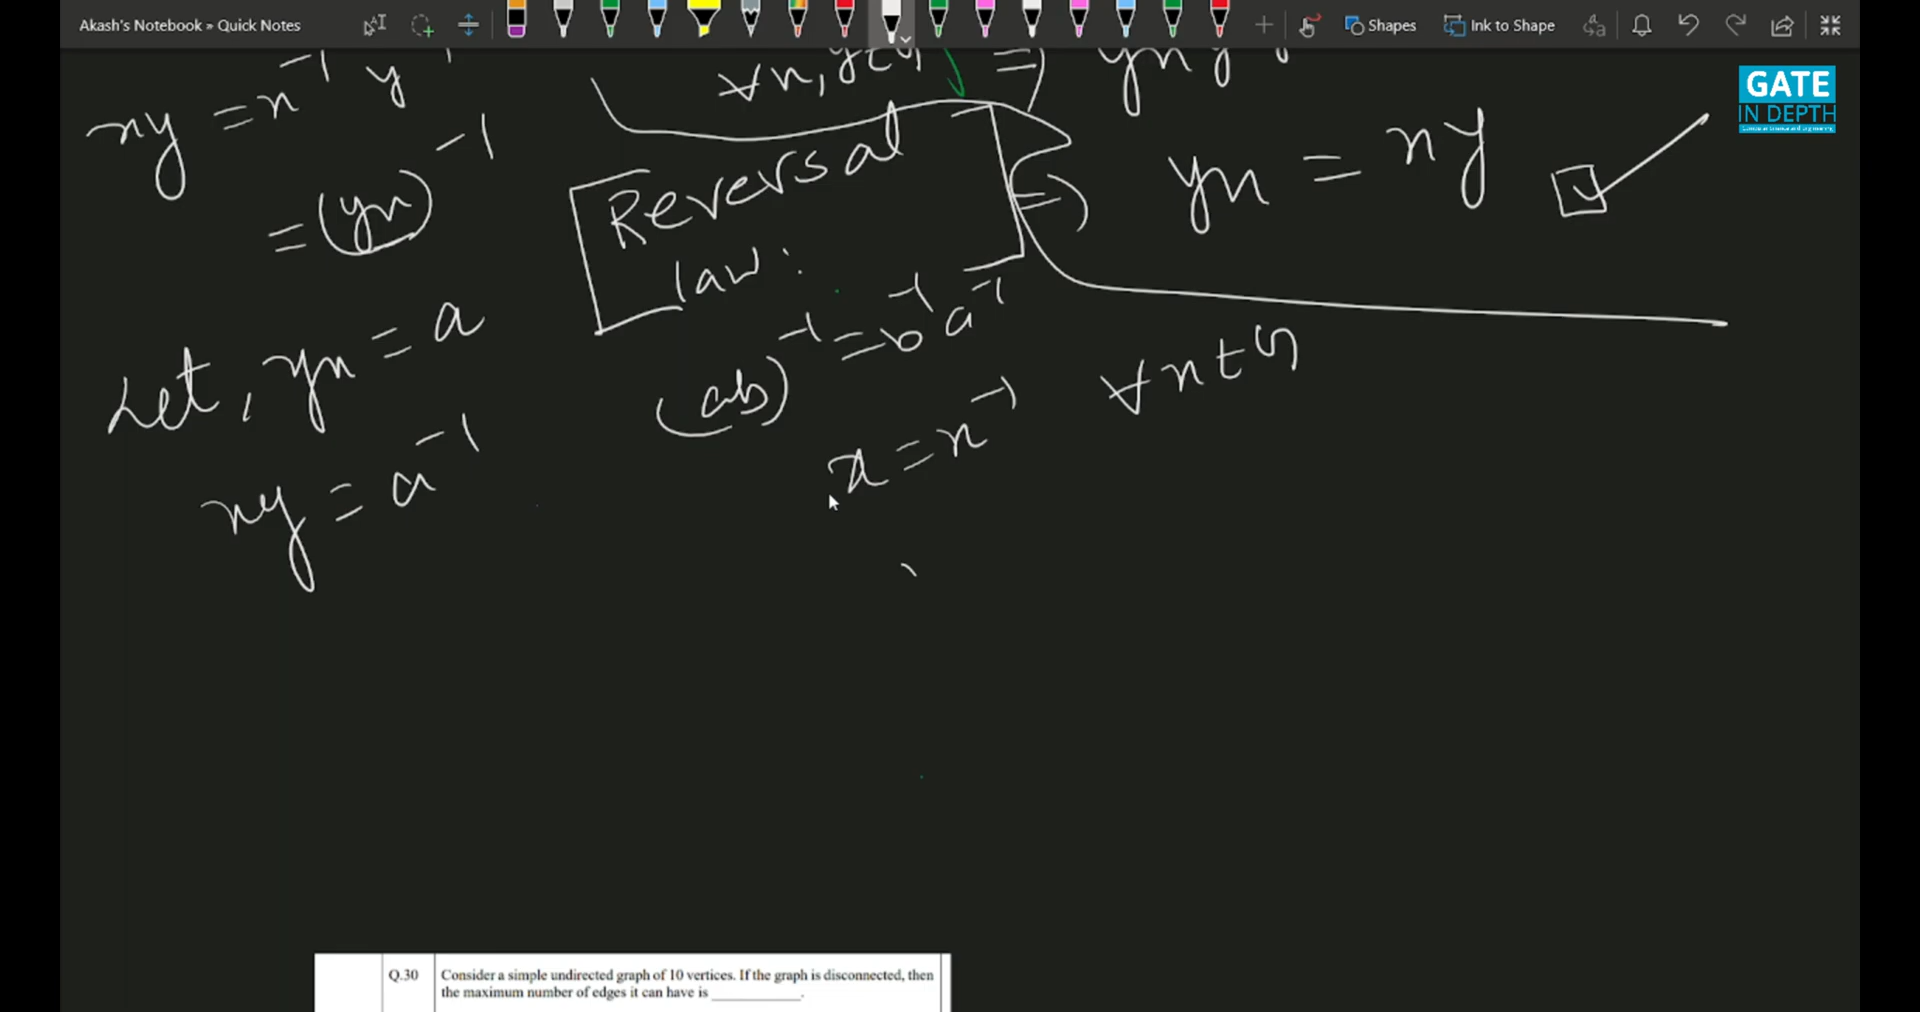 Akash's Notebook » Quick Notes
Shapes
Ink to Shape
GATE
IN DEPTH
xy = x⁻¹ y
= (yx)⁻¹
Let, yx = a
xy = a⁻¹
∀x, y ∈ G
Reversal
law:
(ab)⁻¹ = b⁻¹ a⁻¹
x = x⁻¹ ∀x ∈ G
⇒ yx y
⇒ yx = xy
Q.30
Consider a simple undirected graph of 10 vertices. If the graph is disconnected, then
the maximum number of edges it can have is ____________.